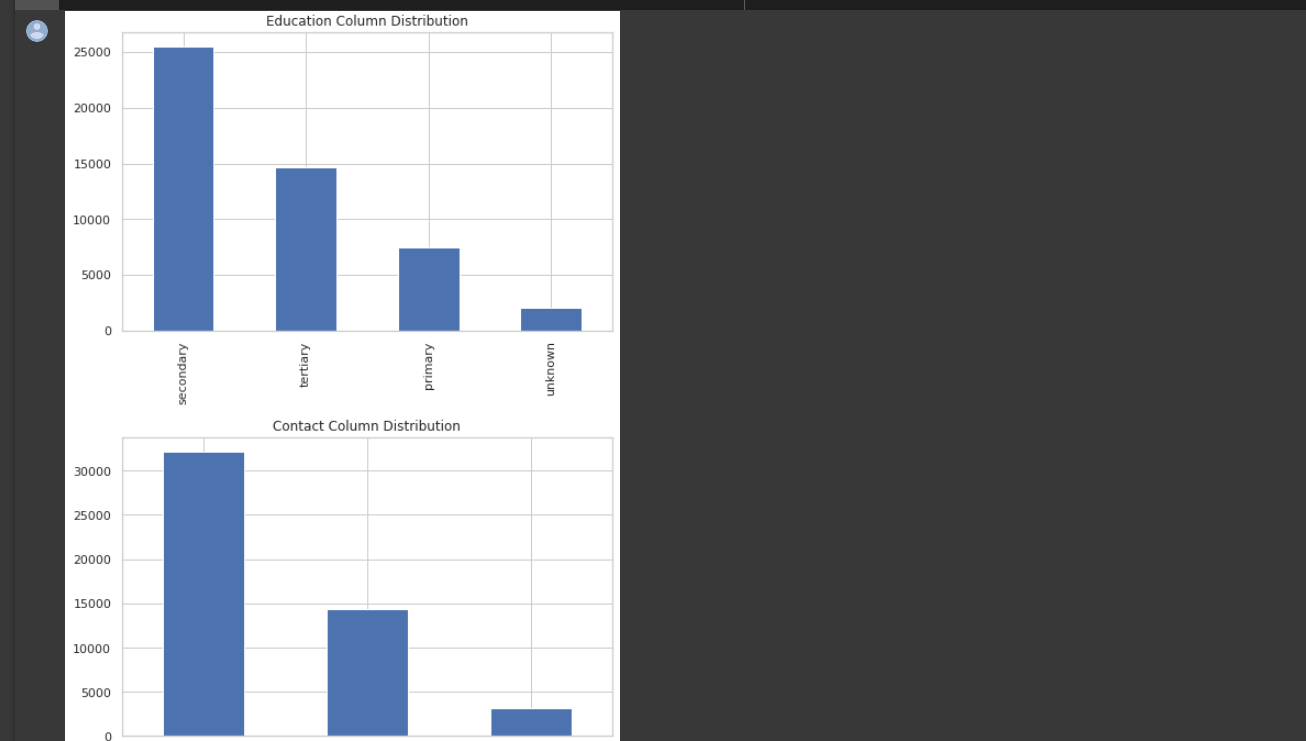 Education Column Distribution
25000
20000
15000
10000
5000
0
secondary
tertiary
primary
unknown
Contact Column Distribution
30000
25000
20000
15000
10000
5000
0